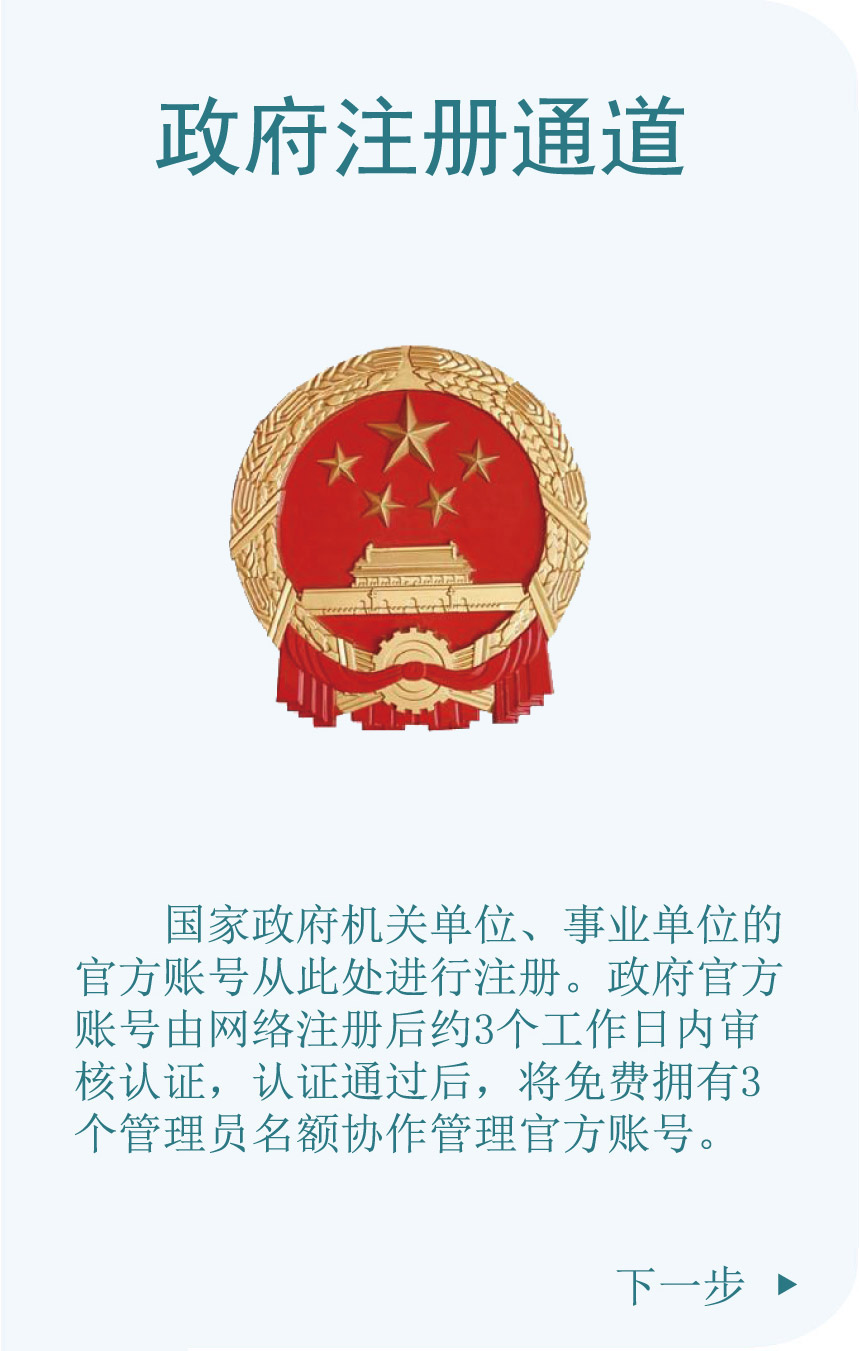 政府注册通道
国家政府机关单位、事业单位的
官方账号从此处进行注册。政府官方
账号由网络注册后约3个工作日内审
核认证，认证通过后，将免费拥有3
个管理员名额协作管理官方账号。
下一步